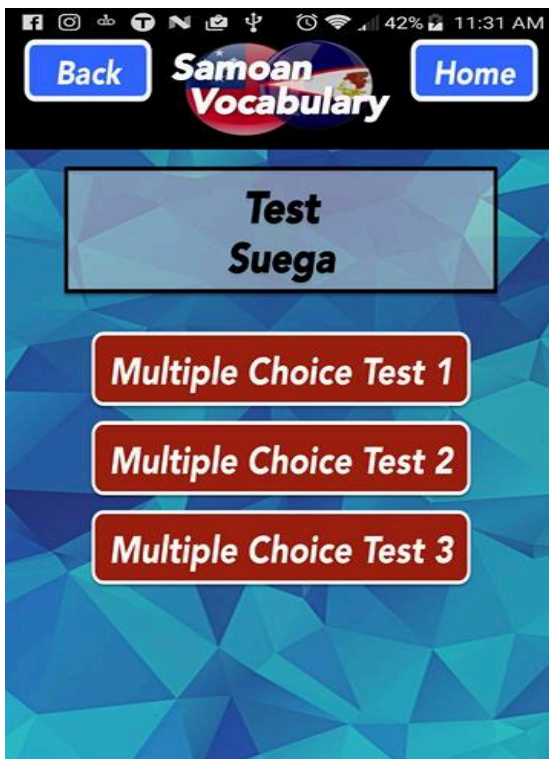 42% 11:31 AM
Back
Samoan
Vocabulary
Home
Test
Suega
Multiple Choice Test 1
Multiple Choice Test 2
Multiple Choice Test 3